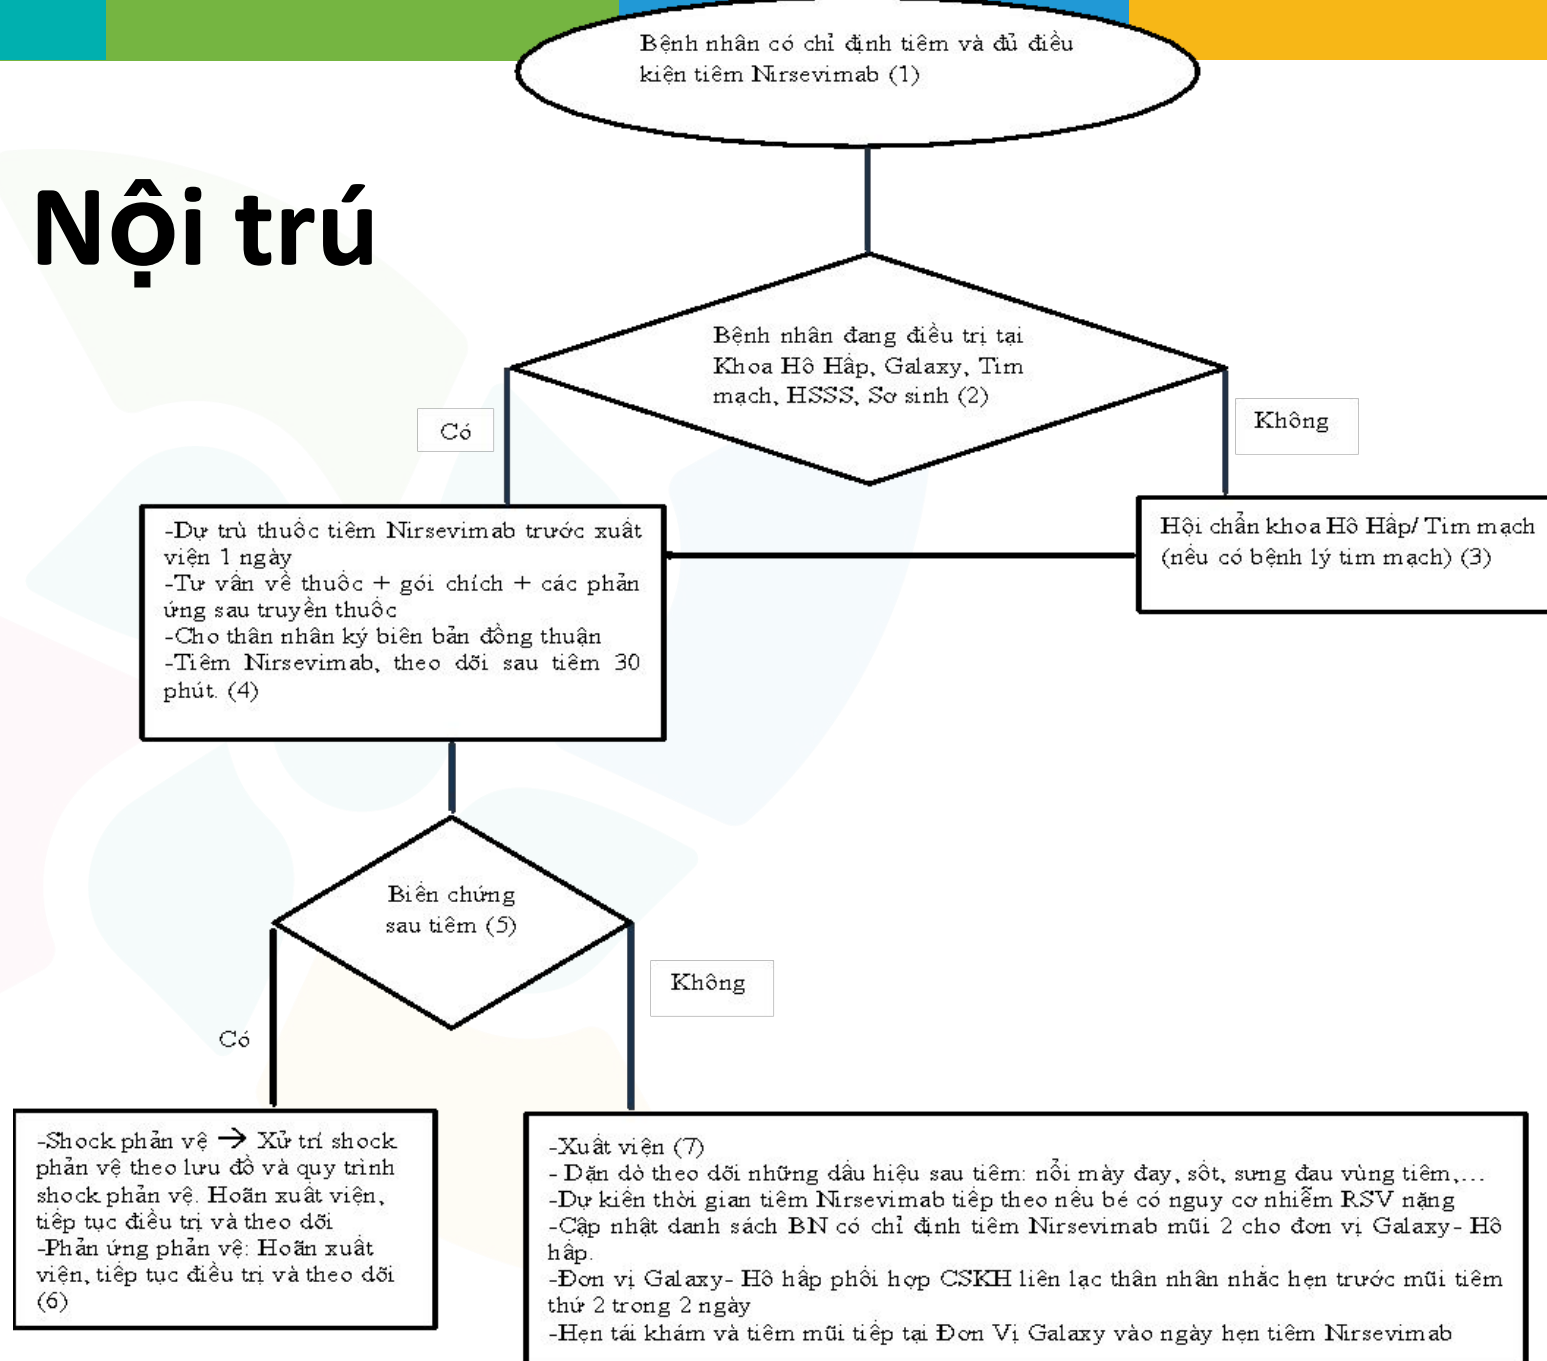 Bệnh nhân có chỉ định tiêm và đủ điều
kiện tiêm Nirsevimab (1)
Nội trú
Bệnh nhân đang điều trị tại
Khoa Hô Hấp, Galaxy, Tim
mạch, HSSS, Sơ sinh (2)
Có
Không
-Dự trù thuốc tiêm Nirsevimab trước xuất
viện 1 ngày
-Tư vấn về thuốc + gói chích + các phản
ứng sau truyền thuốc
-Cho thân nhân ký biên bản đồng thuận
-Tiêm Nirsevimab, theo dõi sau tiêm 30
phút. (4)
Hội chẩn khoa Hô Hấp/ Tim mạch
(nếu có bệnh lý tim mạch) (3)
Biến chứng
sau tiêm (5)
Không
Có
-Shock phản vệ → Xử trí shock
phản vệ theo lưu đồ và quy trình
shock phản vệ. Hoãn xuất viện,
tiếp tục điều trị và theo dõi
-Phản ứng phản vệ: Hoãn xuất
viện, tiếp tục điều trị và theo dõi
(6)
-Xuất viện (7)
- Dặn dò theo dõi những dấu hiệu sau tiêm: nổi mày đay, sốt, sưng đau vùng tiêm,...
-Dự kiến thời gian tiêm Nirsevimab tiếp theo nếu bé có nguy cơ nhiễm RSV nặng
-Cập nhật danh sách BN có chỉ định tiêm Nirsevimab mũi 2 cho đơn vị Galaxy- Hô
hấp.
-Đơn vị Galaxy- Hô hấp phối hợp CSKH liên lạc thân nhân nhắc hẹn trước mũi tiêm
thứ 2 trong 2 ngày
-Hẹn tái khám và tiêm mũi tiếp tại Đơn Vị Galaxy vào ngày hẹn tiêm Nirsevimab